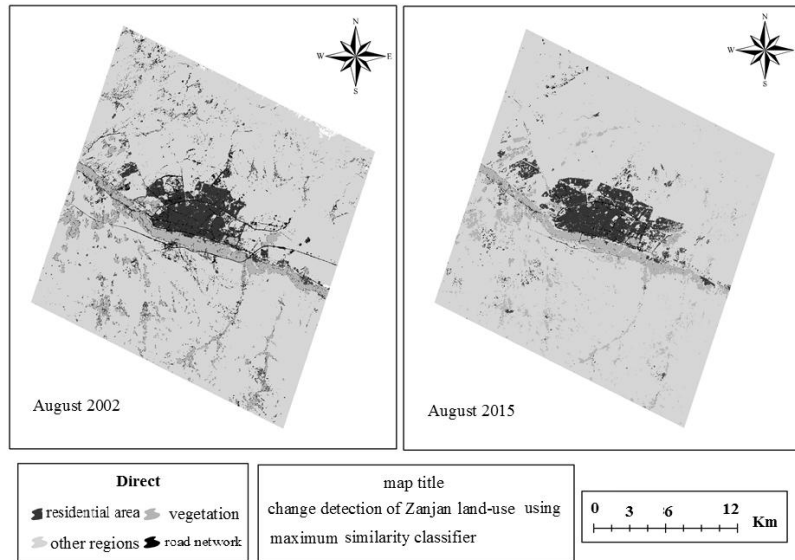 N
W E
S
August 2002
N
W E
S
August 2015
Direct
residential area vegetation
other regions road network
map title
change detection of Zanjan land-use using
maximum similarity classifier
0 3 6 12 Km